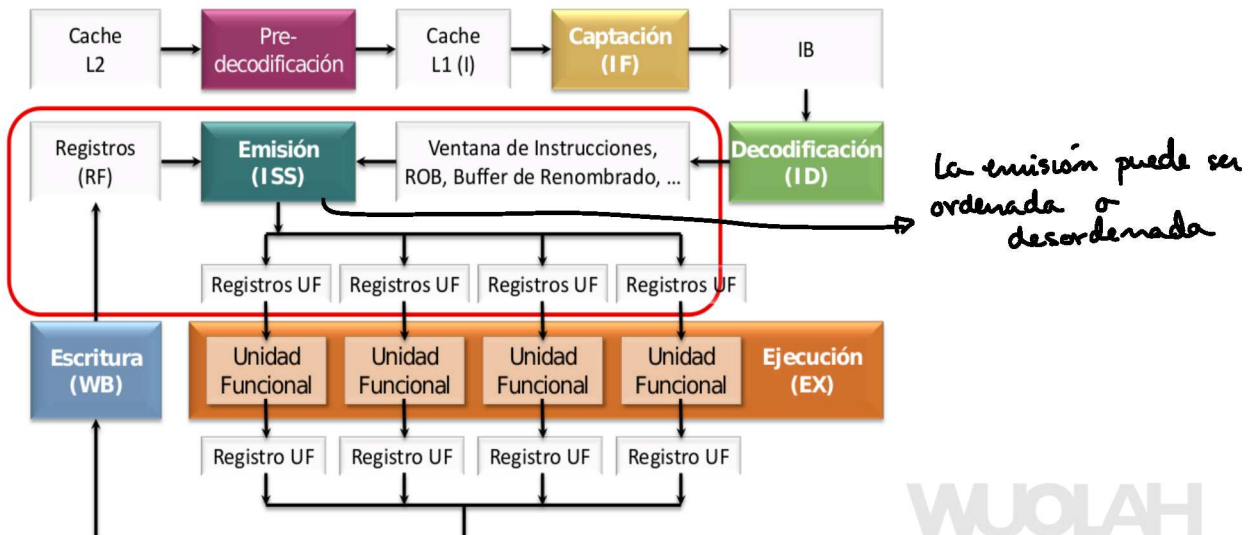 Cache
L2
Pre-
decodificación
Cache
L1 (I)
Captación
(IF)
IB
Registros
(RF)
Emisión
(ISS)
Ventana de Instrucciones,
ROB, Buffer de Renombrado, ...
Decodificación
(ID)
La emisión puede ser
ordenada o
desordenada
Registros UF
Registros UF
Registros UF
Registros UF
Escritura
(WB)
Unidad
Funcional
Unidad
Funcional
Unidad
Funcional
Unidad
Funcional
Ejecución
(EX)
Registro UF
Registro UF
Registro UF
Registro UF
WUOLAH